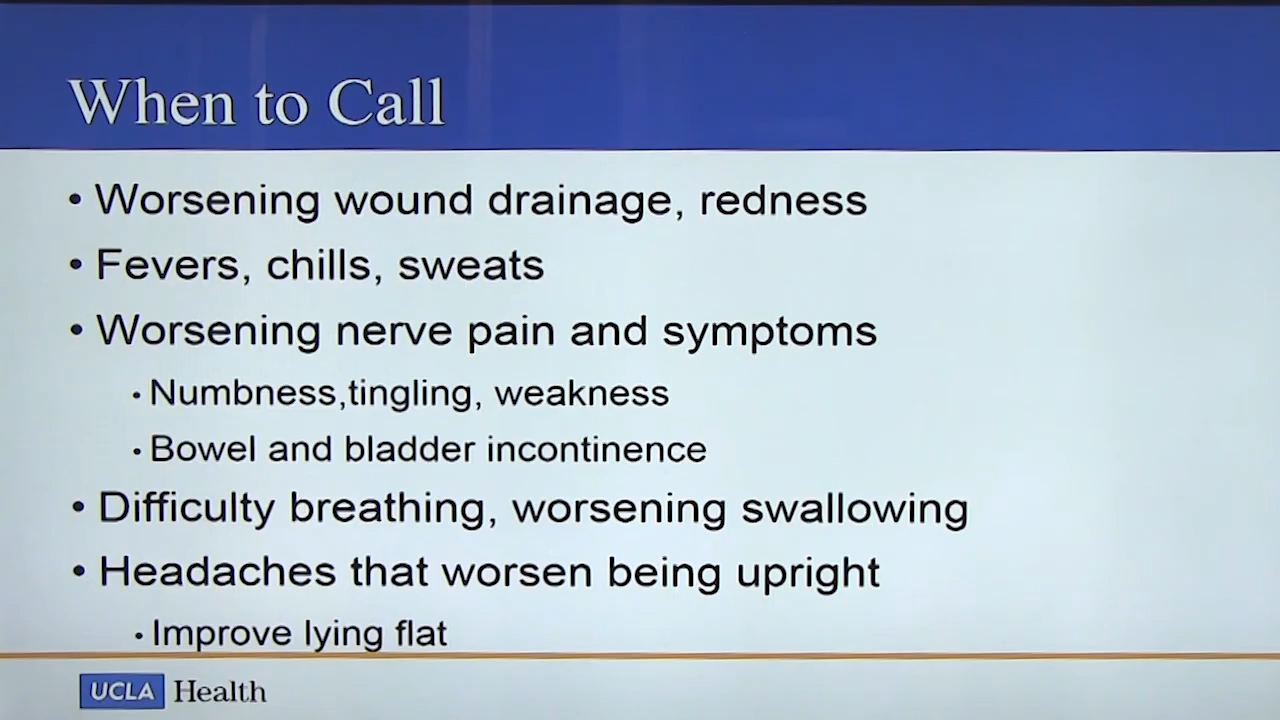 When to Call
• Worsening wound drainage, redness
• Fevers, chills, sweats
• Worsening nerve pain and symptoms
• Numbness,tingling, weakness
• Bowel and bladder incontinence
• Difficulty breathing, worsening swallowing
• Headaches that worsen being upright
• Improve lying flat
UCLA Health